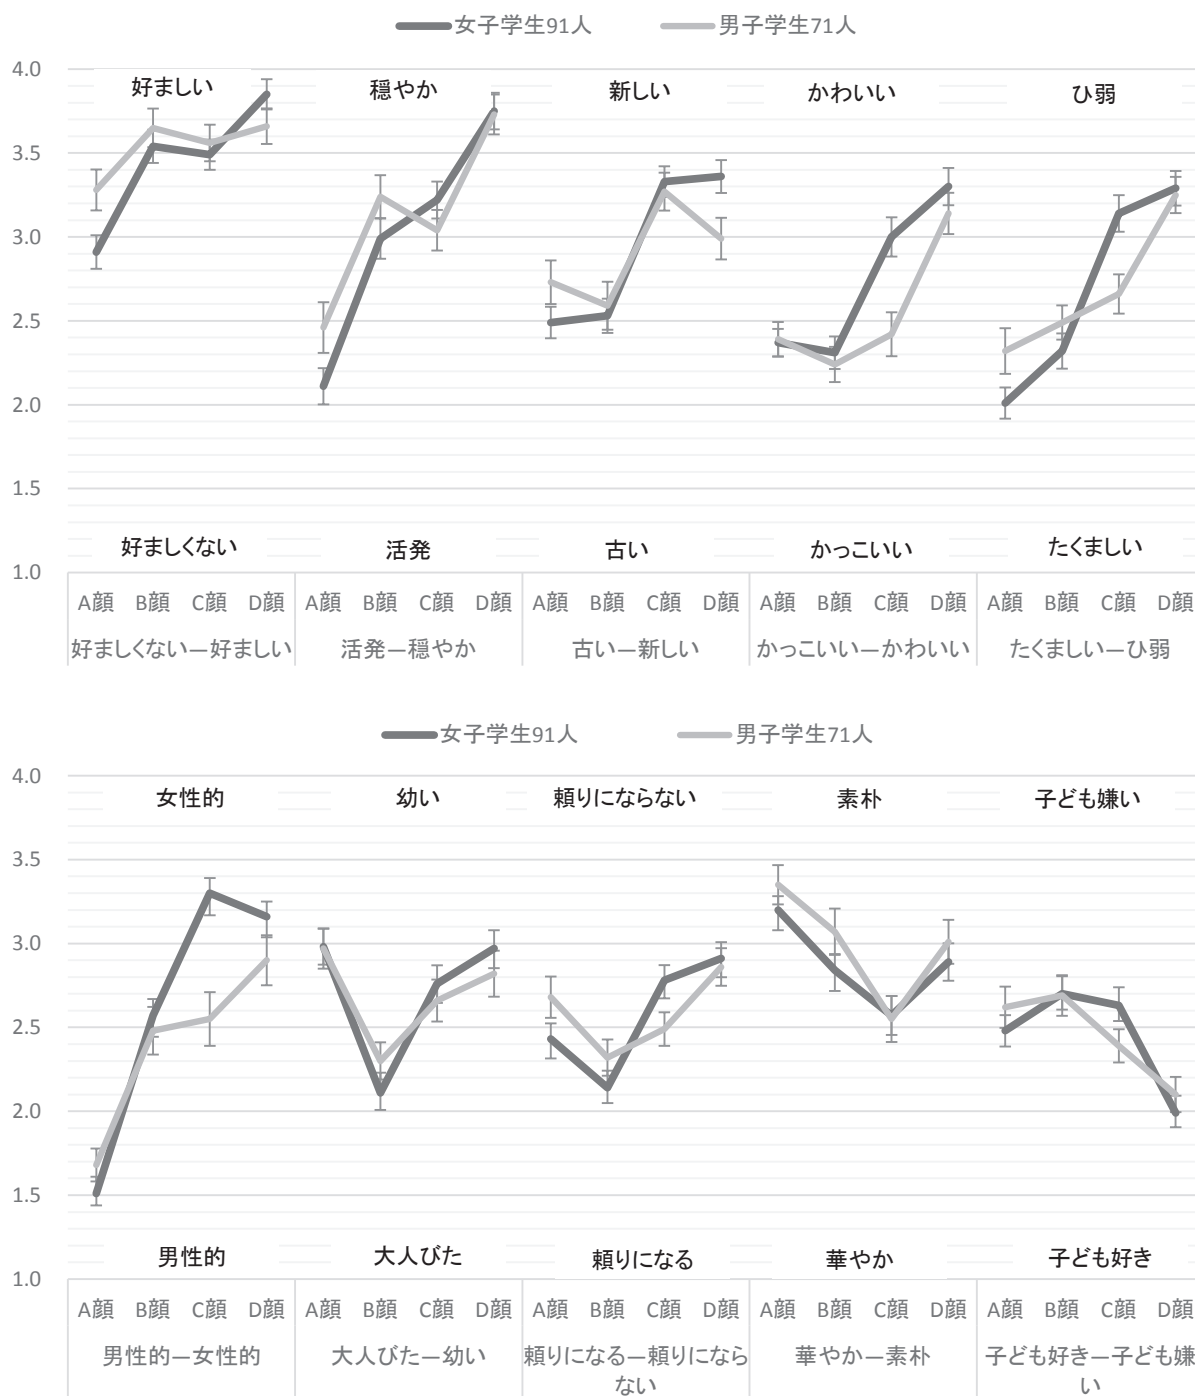 女子学生91人 男子学生71人
4.0
好ましい 穏やか 新しい かわいい ひ弱
3.5
3.0
2.5
2.0
1.5
好ましくない 活発 古い かっこいい たくましい
1.0
A顔 B顔 C顔 D顔 A顔 B顔 C顔 D顔 A顔 B顔 C顔 D顔 A顔 B顔 C顔 D顔 A顔 B顔 C顔 D顔
好ましくない―好ましい 活発―穏やか 古い―新しい かっこいい―かわいい たくましい―ひ弱
女子学生91人 男子学生71人
4.0
女性的 幼い 頼りにならない 素朴 子ども嫌い
3.5
3.0
2.5
2.0
1.5
男性的 大人びた 頼りになる 華やか 子ども好き
1.0
A顔 B顔 C顔 D顔 A顔 B顔 C顔 D顔 A顔 B顔 C顔 D顔 A顔 B顔 C顔 D顔 A顔 B顔 C顔 D顔
男性的―女性的 大人びた―幼い 頼りになる―頼りになら 華やか―素朴 子ども好き―子ども嫌
ない い